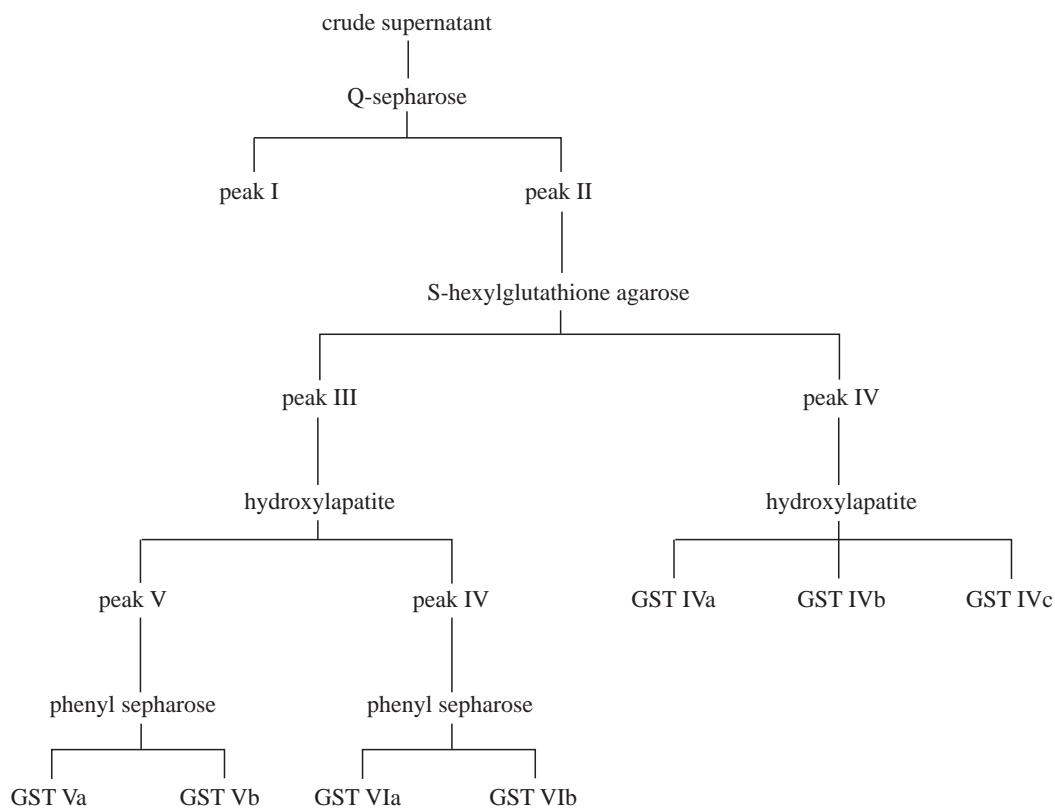 crude supernatant
Q-sepharose
peak I
peak II
S-hexylglutathione agarose
peak III
peak IV
hydroxylapatite
hydroxylapatite
peak V
peak IV
GST IVa
GST IVb
GST IVc
phenyl sepharose
phenyl sepharose
GST Va
GST Vb
GST VIa
GST VIb